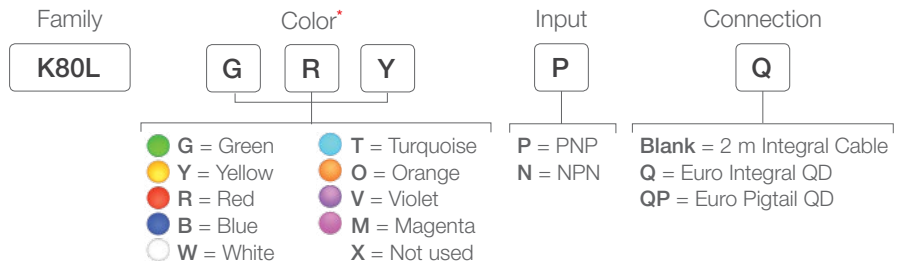 Family Color* Input Connection
K80L G R Y P Q
G = Green T = Turquoise P = PNP Blank = 2 m Integral Cable
Y = Yellow O = Orange N = NPN Q = Euro Integral QD
R = Red V = Violet QP = Euro Pigtail QD
B = Blue M = Magenta
W = White X = Not used